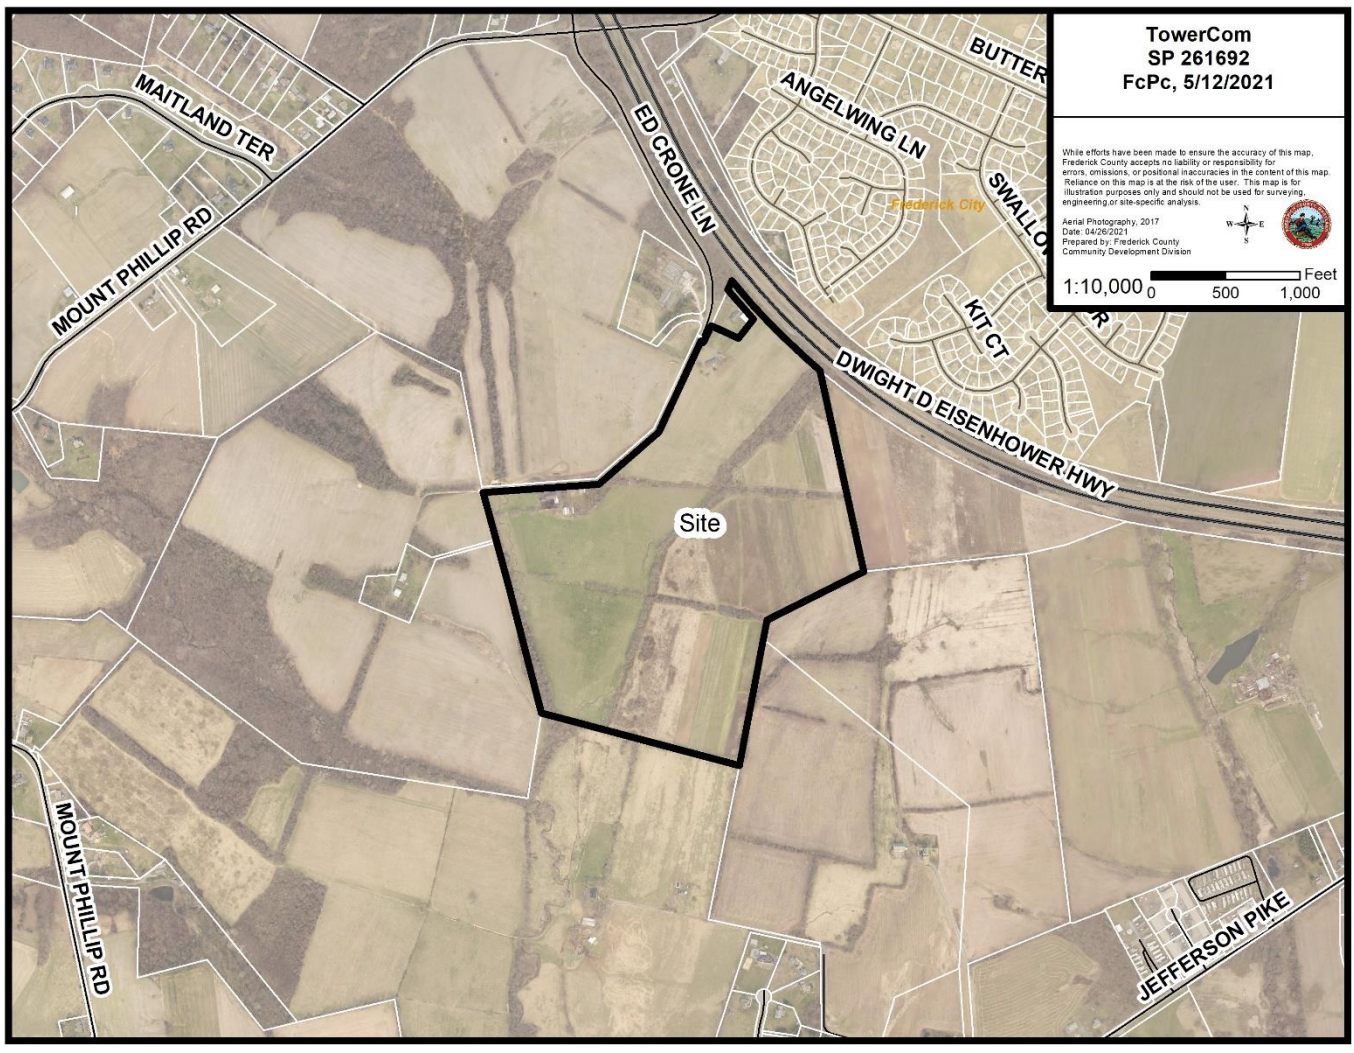 TowerCom
SP 261692
FcPc, 5/12/2021
While efforts have been made to ensure the accuracy of this map,
Frederick County accepts no liability or responsibility for
errors, omissions, or positional inaccuracies in the content of this map.
Reliance on this map is at the risk of the user. This map is for
illustration purposes only and should not be used for surveying,
engineering,or site-specific analysis.
Aerial Photography, 2017
Date: 04/26/2021
Prepared by: Frederick County
Community Development Division
N
W
E
S
1:10,000
0
500
1,000
Feet
BUTTER
ANGELWING LN
MAITLAND TER
ED CRONE LN
SWALLOW
DR
Frederick City
MOUNT PHILLIP RD
KIT CT
DWIGHT D EISENHOWER HWY
Site
MOUNT PHILLIP RD
JEFFERSON PIKE